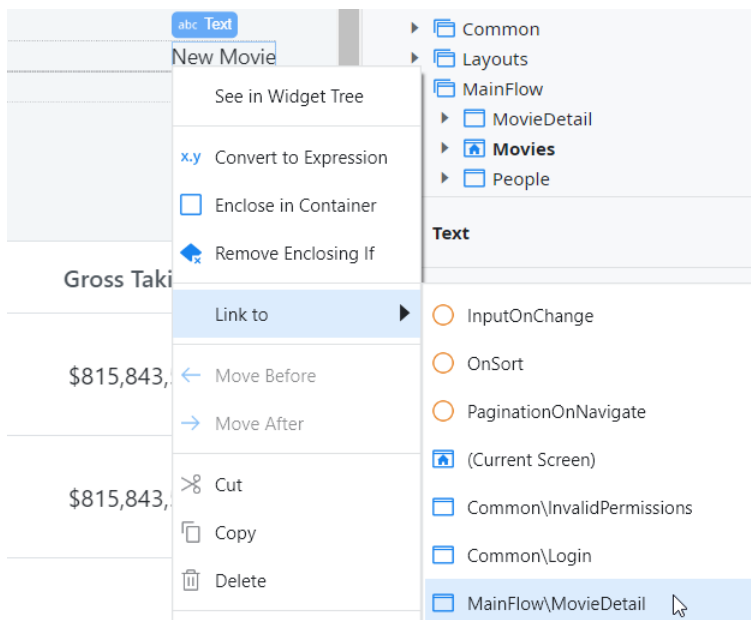 abc Text
New Movie
Common
Layouts
MainFlow
MovieDetail
Movies
People
Text
See in Widget Tree
x.y Convert to Expression
Enclose in Container
Remove Enclosing If
Link to
Move Before
Move After
Cut
Copy
Delete
Gross Taki
$815,843,
$815,843,
InputOnChange
OnSort
PaginationOnNavigate
(Current Screen)
Common\InvalidPermissions
Common\Login
MainFlow\MovieDetail